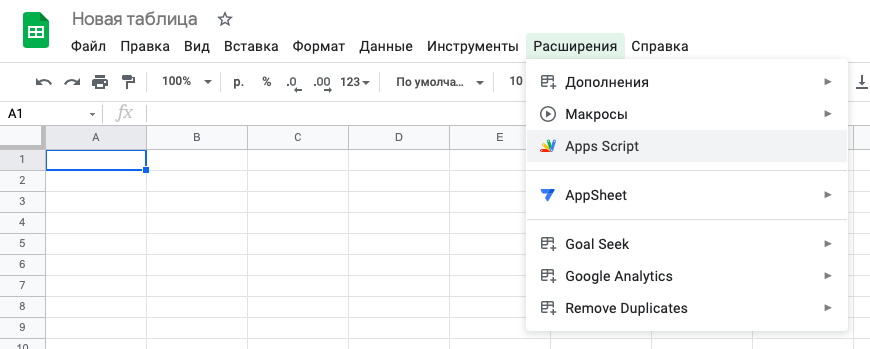 Новая таблица
Файл Правка Вид Вставка Формат Данные Инструменты Расширения Справка
100% р. % .0 .00 123 По умолча... 10
Дополнения
A1 fx
Макросы
A B C D E
Apps Script
1
2
AppSheet
3
4
5
Goal Seek
6
Google Analytics
7
8
Remove Duplicates
9
10